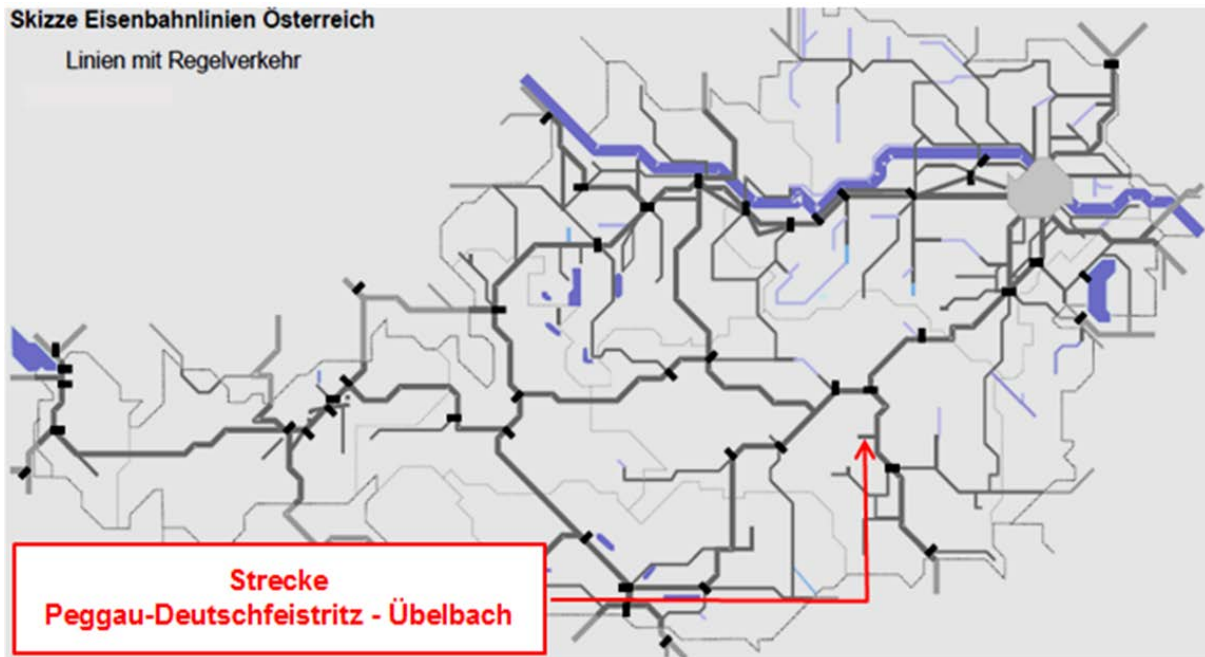 Skizze Eisenbahnlinien Österreich
Linien mit Regelverkehr
Strecke
Peggau-Deutschfeistritz - Übelbach